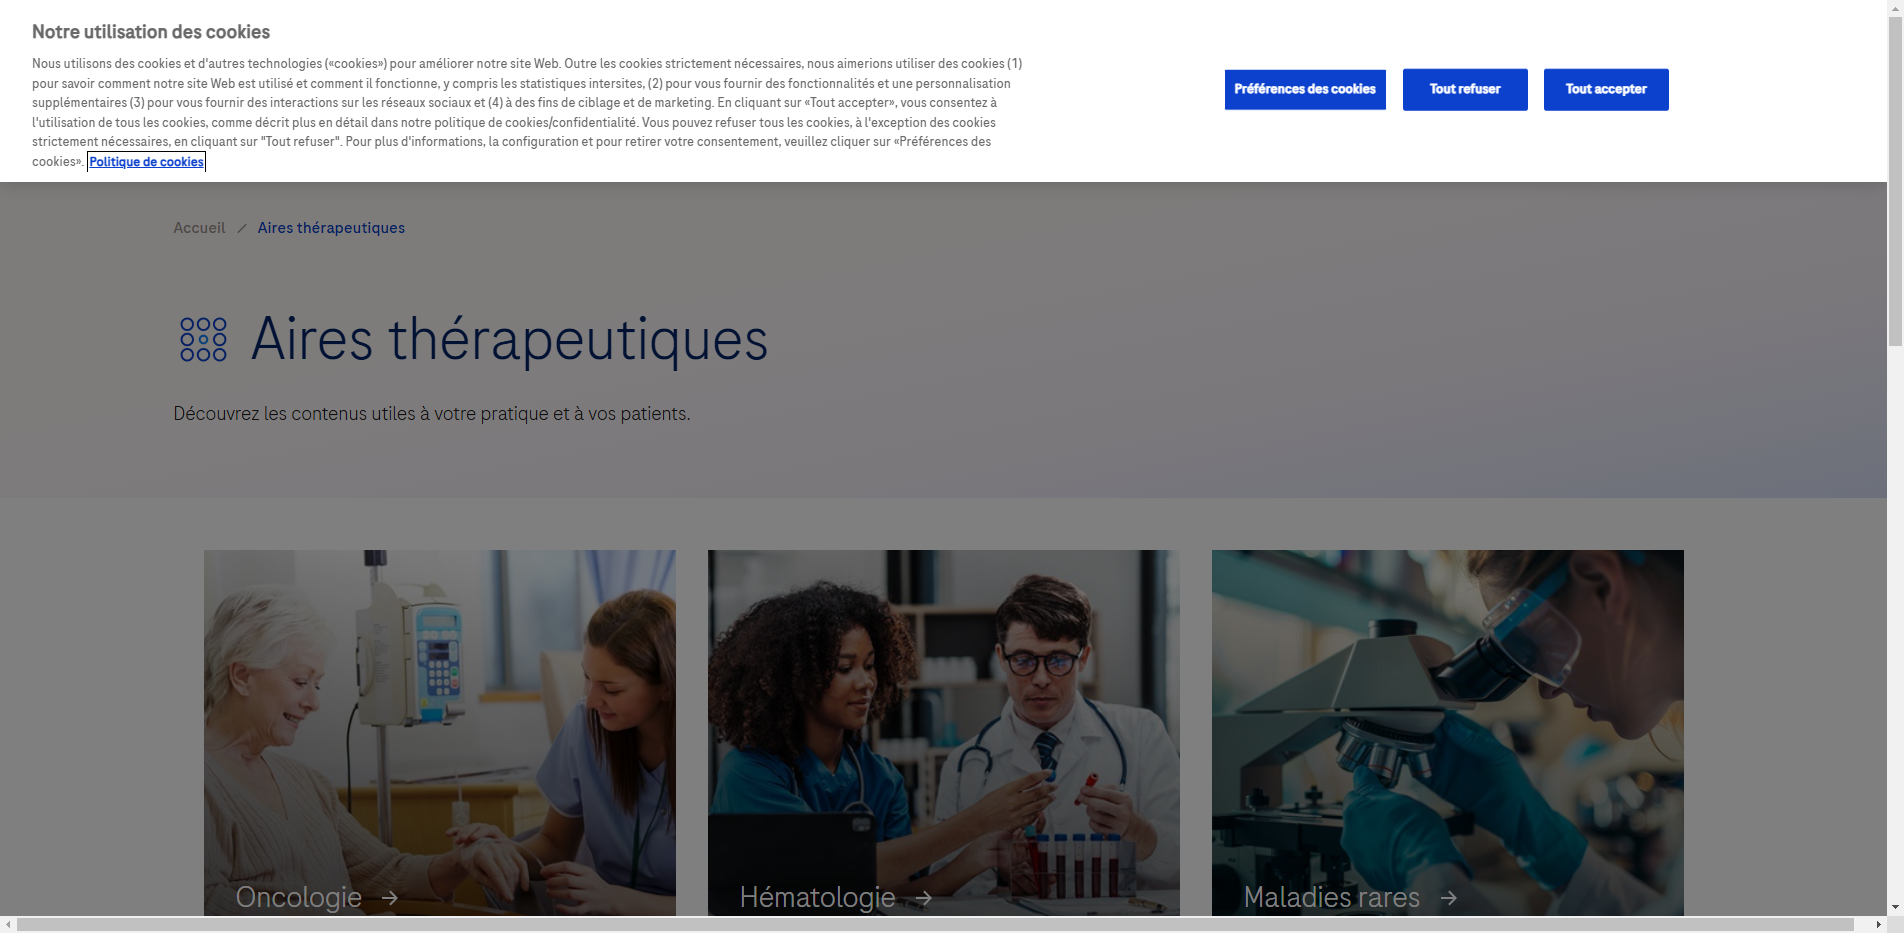 Notre utilisation des cookies
Nous utilisons des cookies et d'autres technologies («cookies») pour améliorer notre site Web. Outre les cookies strictement nécessaires, nous aimerions utiliser des cookies (1)
pour savoir comment notre site Web est utilisé et comment il fonctionne, y compris les statistiques intersites, (2) pour vous fournir des fonctionnalités et une personnalisation
supplémentaires (3) pour vous fournir des interactions sur les réseaux sociaux et (4) à des fins de ciblage et de marketing. En cliquant sur «Tout accepter», vous consentez à
l'utilisation de tous les cookies, comme décrit plus en détail dans notre politique de cookies/confidentialité. Vous pouvez refuser tous les cookies, à l'exception des cookies
strictement nécessaires, en cliquant sur "Tout refuser". Pour plus d'informations, la configuration et pour retirer votre consentement, veuillez cliquer sur «Préférences des
cookies». Politique de cookies
Préférences des cookies
Tout refuser
Tout accepter
Accueil / Aires thérapeutiques
Aires thérapeutiques
Découvrez les contenus utiles à votre pratique et à vos patients.
Oncologie →
Hématologie →
Maladies rares →